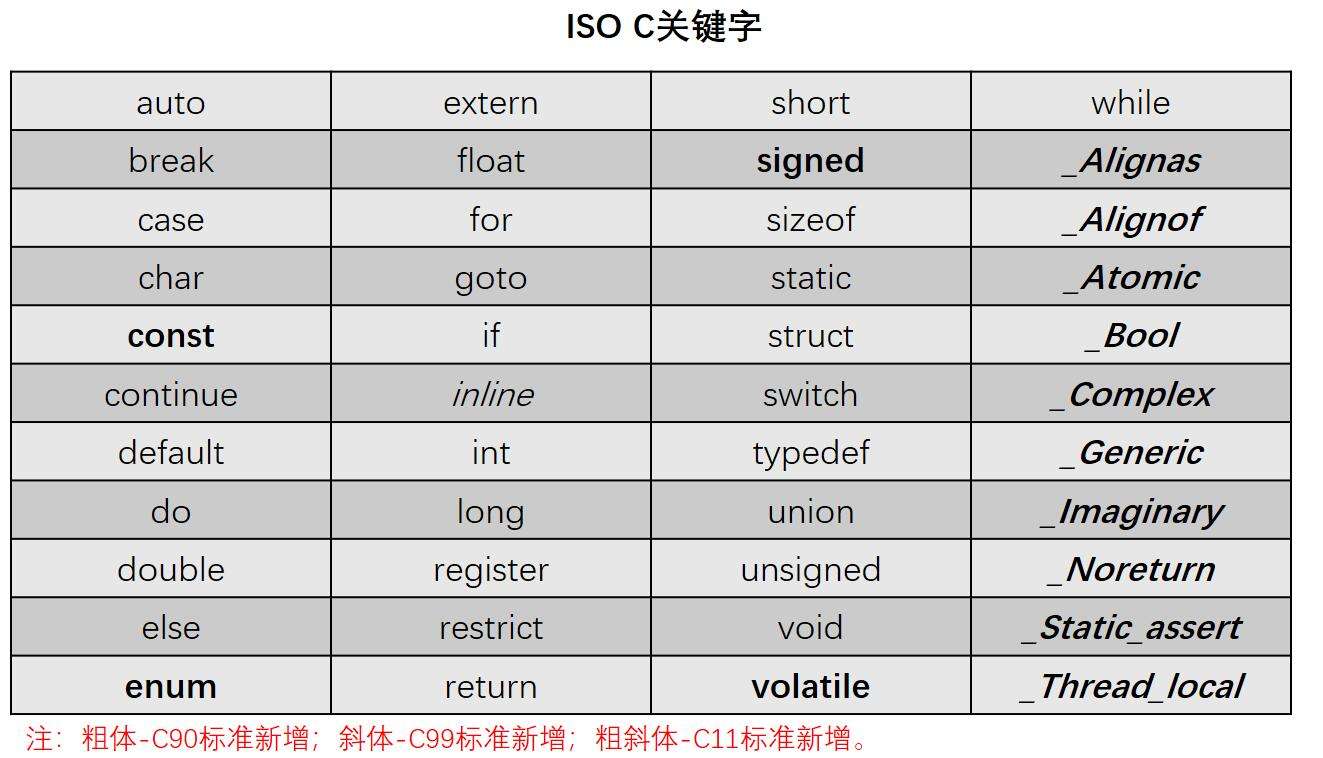 ISO C关键字
auto extern short while
break float signed _Alignas
case for sizeof _Alignof
char goto static _Atomic
const if struct _Bool
continue inline switch _Complex
default int typedef _Generic
do long union _Imaginary
double register unsigned _Noreturn
else restrict void _Static_assert
enum return volatile _Thread_local
注：粗体-C90标准新增；斜体-C99标准新增；粗斜体-C11标准新增。